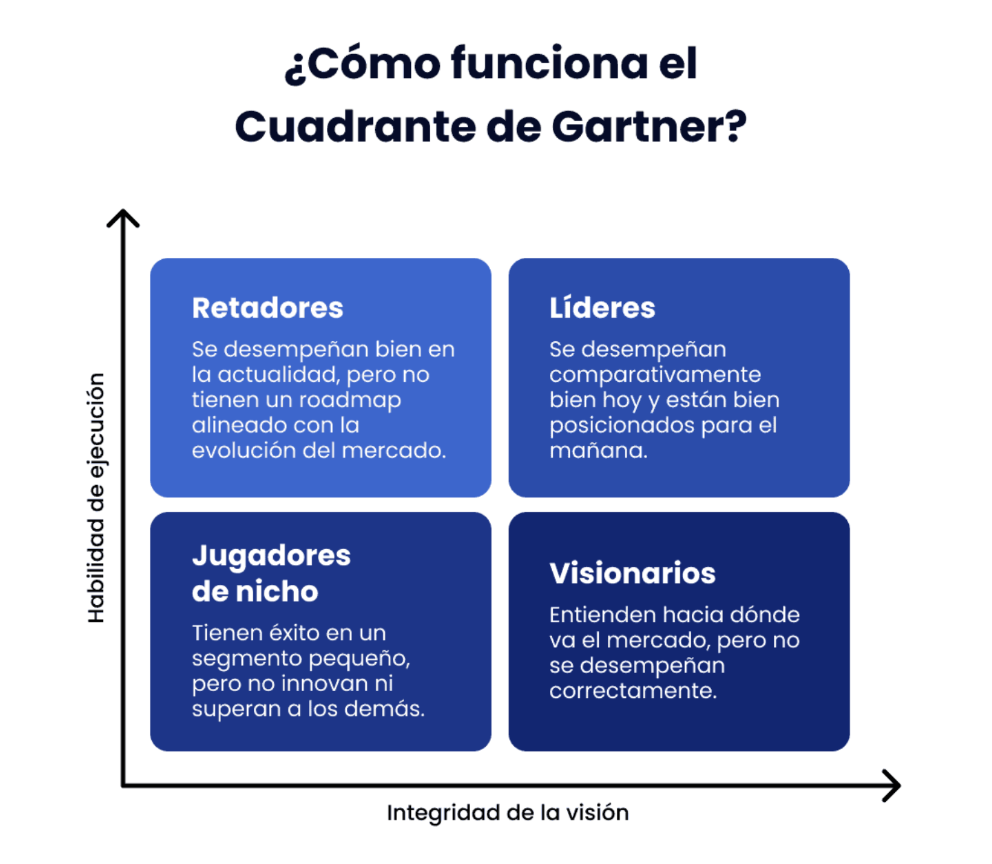 ¿Cómo funciona el
Cuadrante de Gartner?
Habilidad de ejecución
Retadores
Se desempeñan bien en
la actualidad, pero no
tienen un roadmap
alineado con la
evolución del mercado.
Líderes
Se desempeñan
comparativamente
bien hoy y están bien
posicionados para el
mañana.
Jugadores
de nicho
Tienen éxito en un
segmento pequeño,
pero no innovan ni
superan a los demás.
Visionarios
Entienden hacia dónde
va el mercado, pero no
se desempeñan
correctamente.
Integridad de la visión